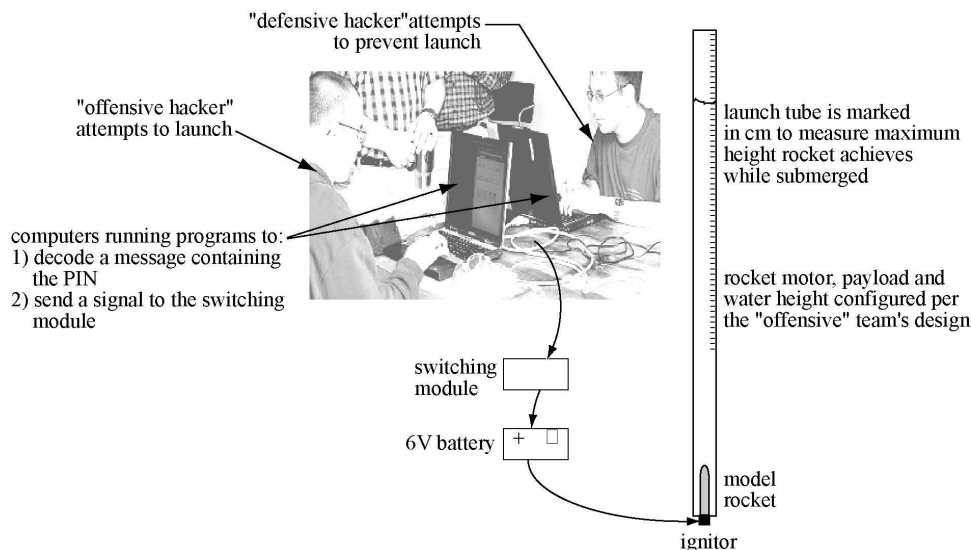 "defensive hacker"attempts
to prevent launch
"offensive hacker"
attempts to launch
launch tube is marked
in cm to measure maximum
height rocket achieves
while submerged
computers running programs to:
1) decode a message containing
the PIN
2) send a signal to the switching
module
rocket motor, payload and
water height configured per
the "offensive" team's design
switching
module
6V battery
+
model
rocket
ignitor